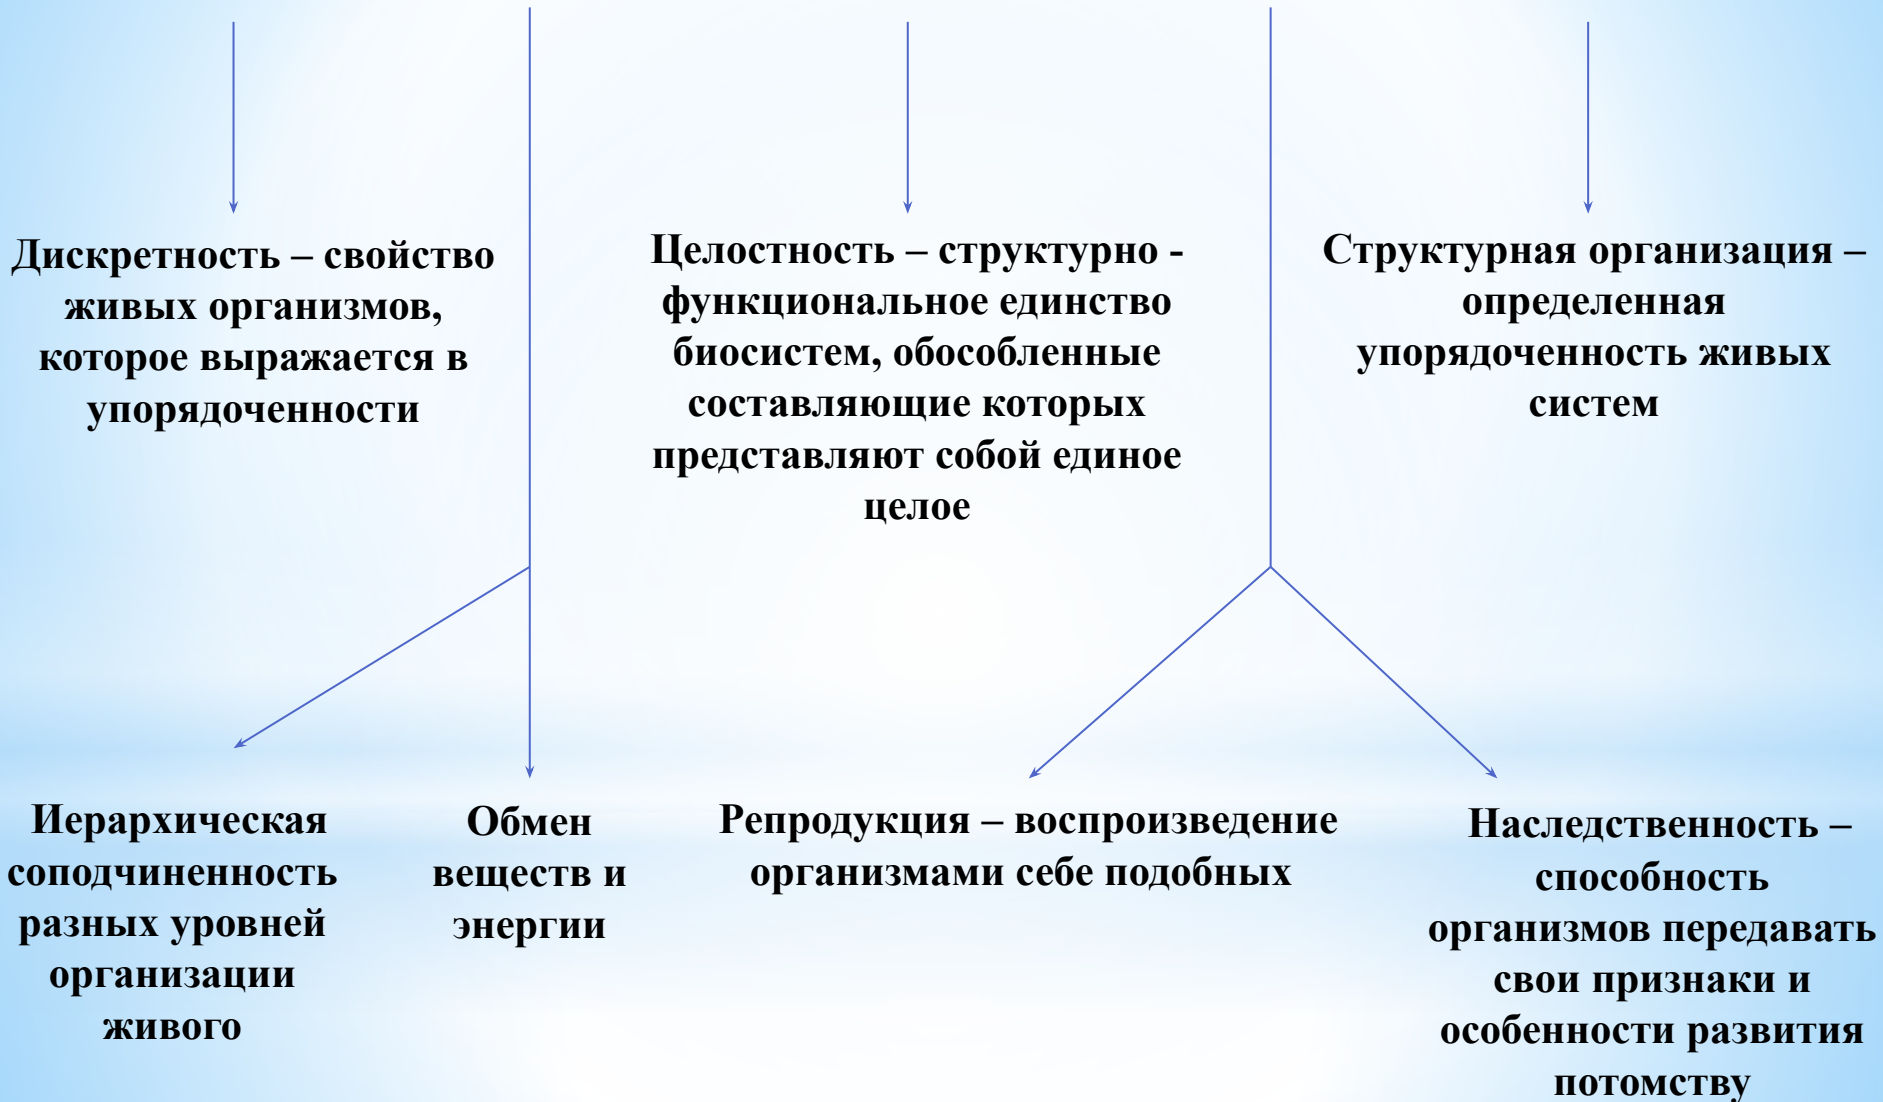 Дискретность – свойство
живых организмов,
которое выражается в
упорядоченности
Целостность – структурно -
функциональное единство
биосистем, обособленные
составляющие которых
представляют собой единое
целое
Структурная организация –
определенная
упорядоченность живых
систем
Иерархическая
соподчиненность
разных уровней
организации
живого
Обмен
веществ и
энергии
Репродукция – воспроизведение
организмами себе подобных
Наследственность –
способность
организмов передавать
свои признаки и
особенности развития
потомству